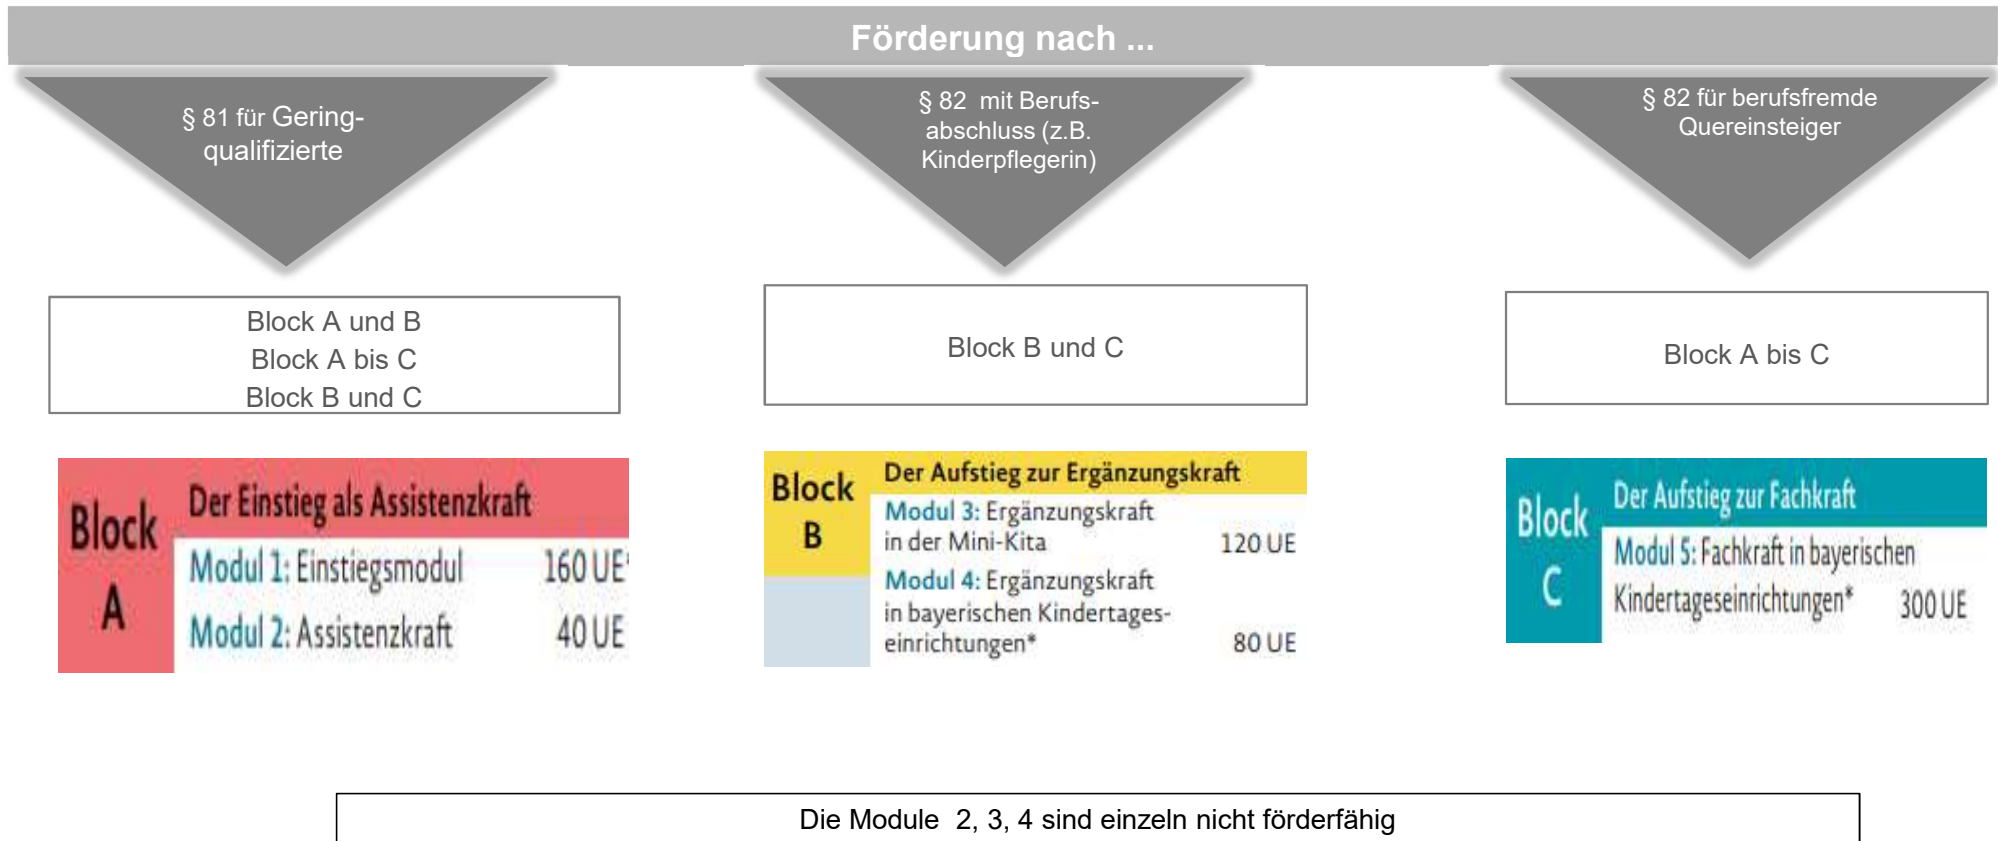 Förderung nach ...
§ 81 für Gering-
qualifizierte
§ 82 mit Berufs-
abschluss (z.B.
Kinderpflegerin)
§ 82 für berufsfremde
Quereinsteiger
Block A und B
Block A bis C
Block B und C
Block B und C
Block A bis C
Block
A
Der Einstieg als Assistenzkraft
Modul 1: Einstiegsmodul 160 UE*
Modul 2: Assistenzkraft 40 UE
Block
B
Der Aufstieg zur Ergänzungskraft
Modul 3: Ergänzungskraft
in der Mini-Kita 120 UE
Modul 4: Ergänzungskraft
in bayerischen Kindertages-
einrichtungen* 80 UE
Block
C
Der Aufstieg zur Fachkraft
Modul 5: Fachkraft in bayerischen
Kindertageseinrichtungen* 300 UE
Die Module 2, 3, 4 sind einzeln nicht förderfähig